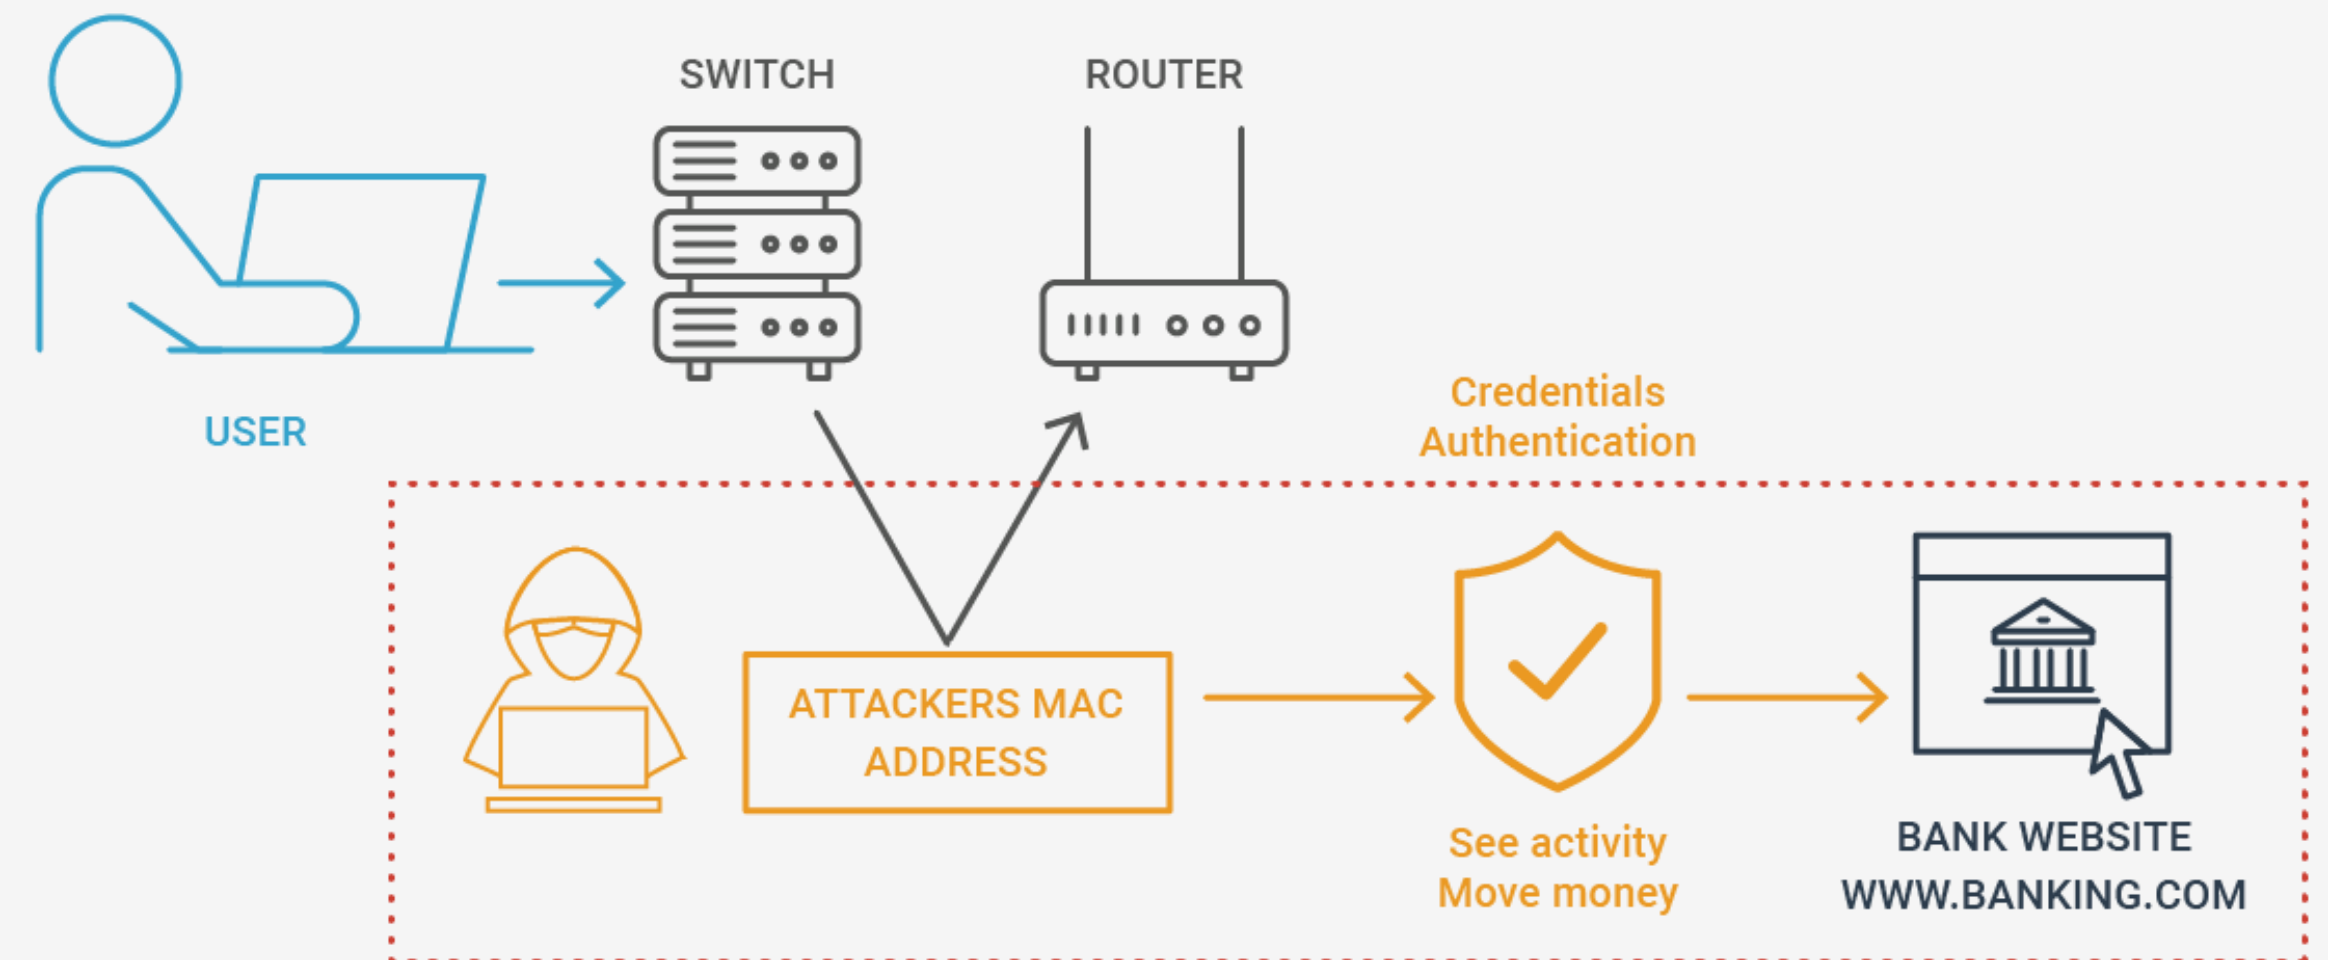 SWITCH
ROUTER
USER
Credentials
Authentication
ATTACKERS MAC
ADDRESS
See activity
Move money
BANK WEBSITE
WWW.BANKING.COM